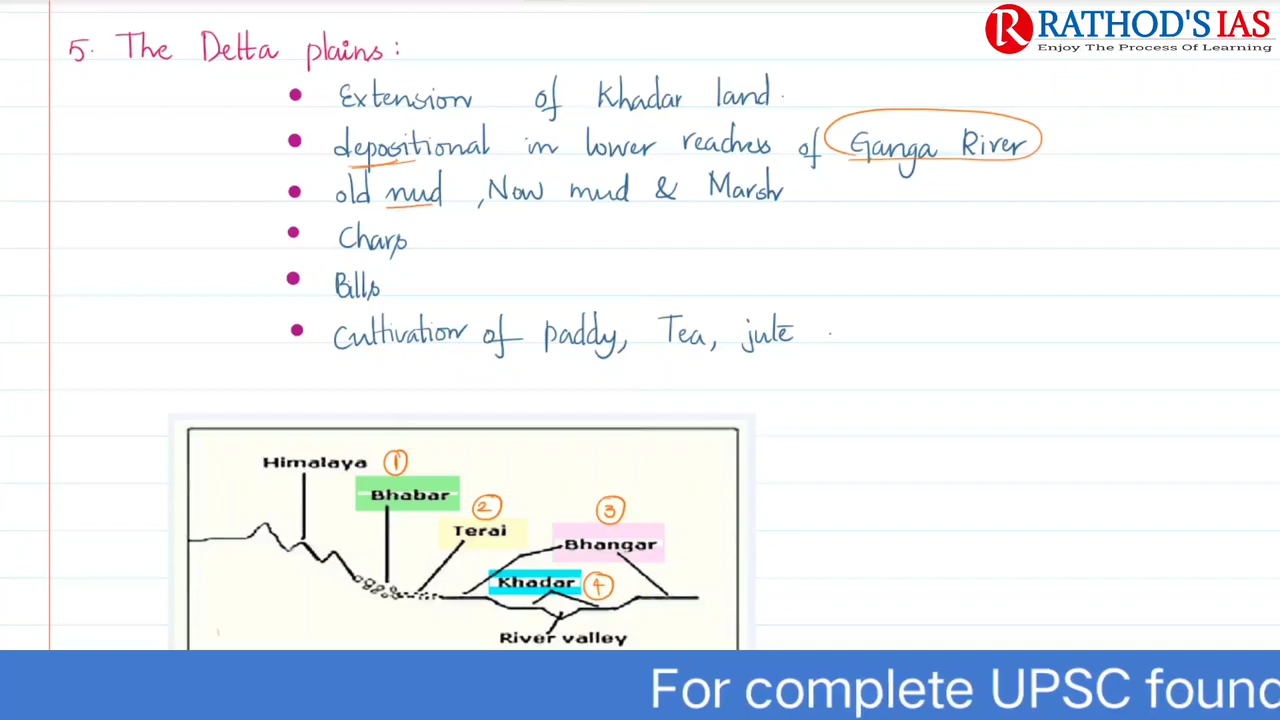 RATHOD'S IAS
Enjoy The Process Of Learning
5. The Delta plains:
Extension of Khadar land.
depositional in lower reaches of Ganga River
old mud, Now mud & Marsh
Chars
Bills
Cultivation of paddy, Tea, jute
Himalaya 1
Bhabar
2
Terai
3
Bhangar
Khadar 4
River valley
For complete UPSC found